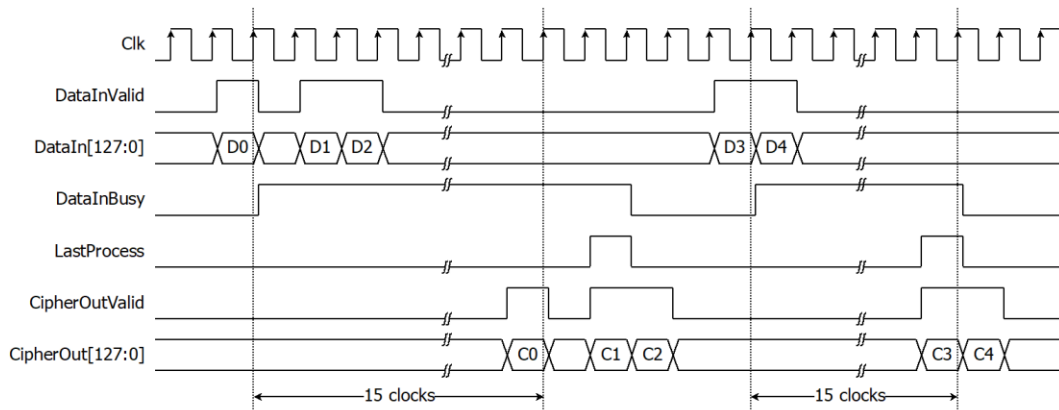 Clk
DataInValid
DataIn[127:0]
D0
D1
D2
D3
D4
DataInBusy
LastProcess
CipherOutValid
CipherOut[127:0]
C0
C1
C2
C3
C4
15 clocks
15 clocks